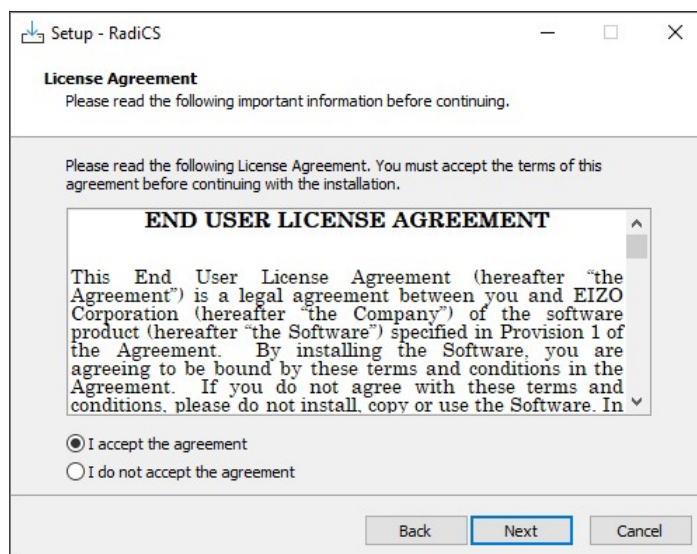 Setup - RadiCS
License Agreement
Please read the following important information before continuing.
Please read the following License Agreement. You must accept the terms of this
agreement before continuing with the installation.
END USER LICENSE AGREEMENT
This End User License Agreement (hereafter “the
Agreement”) is a legal agreement between you and EIZO
Corporation (hereafter “the Company”) of the software
product (hereafter “the Software”) specified in Provision 1 of
the Agreement. By installing the Software, you are
agreeing to be bound by these terms and conditions in the
Agreement. If you do not agree with these terms and
conditions, please do not install, copy or use the Software. In
I accept the agreement
I do not accept the agreement
Back Next Cancel